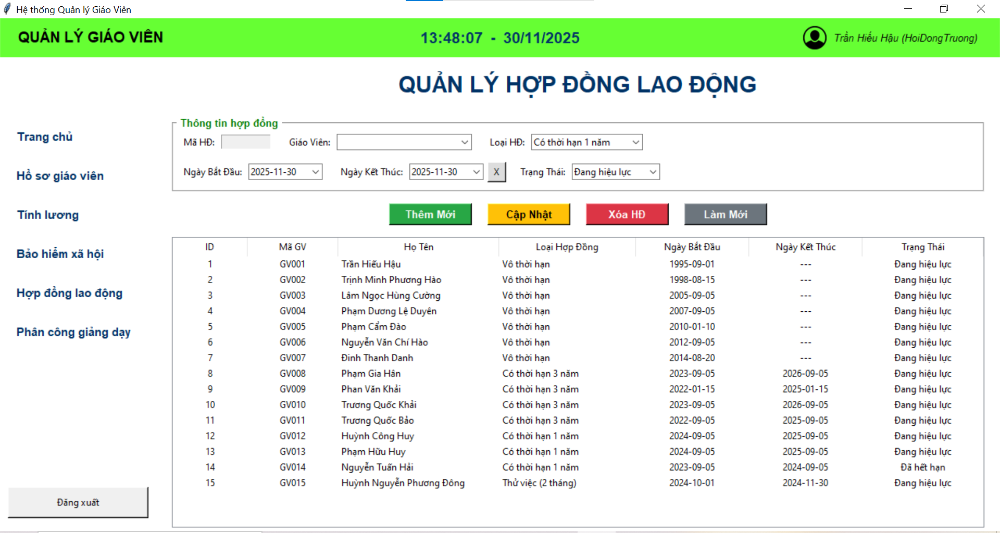 Hệ thống Quản lý Giáo Viên
QUẢN LÝ GIÁO VIÊN 13:48:07 - 30/11/2025 Trần Hiếu Hậu (HoiDongTruong)
QUẢN LÝ HỢP ĐỒNG LAO ĐỘNG
Trang chủ
Hồ sơ giáo viên
Tính lương
Bảo hiểm xã hội
Hợp đồng lao động
Phân công giảng dạy
Đăng xuất
Thông tin hợp đồng
Mã HĐ: Giáo Viên: Loại HĐ: Có thời hạn 1 năm
Ngày Bắt Đầu: 2025-11-30 Ngày Kết Thúc: 2025-11-30 X Trạng Thái: Đang hiệu lực
Thêm Mới Cập Nhật Xóa HĐ Làm Mới
ID Mã GV Họ Tên Loại Hợp Đồng Ngày Bắt Đầu Ngày Kết Thúc Trạng Thái
1 GV001 Trần Hiếu Hậu Vô thời hạn 1995-09-01 --- Đang hiệu lực
2 GV002 Trịnh Minh Phương Hào Vô thời hạn 1998-08-15 --- Đang hiệu lực
3 GV003 Lâm Ngọc Hùng Cường Vô thời hạn 2005-09-05 --- Đang hiệu lực
4 GV004 Phạm Dương Lệ Duyên Vô thời hạn 2007-09-05 --- Đang hiệu lực
5 GV005 Phạm Cẩm Đào Vô thời hạn 2010-01-10 --- Đang hiệu lực
6 GV006 Nguyễn Văn Chí Hào Vô thời hạn 2012-09-05 --- Đang hiệu lực
7 GV007 Đinh Thanh Danh Vô thời hạn 2014-08-20 --- Đang hiệu lực
8 GV008 Phạm Gia Hân Có thời hạn 3 năm 2023-09-05 2026-09-05 Đang hiệu lực
9 GV009 Phan Văn Khải Có thời hạn 3 năm 2022-01-15 2025-01-15 Đang hiệu lực
10 GV010 Trương Quốc Khải Có thời hạn 3 năm 2023-09-05 2026-09-05 Đang hiệu lực
11 GV011 Trương Quốc Bảo Có thời hạn 3 năm 2022-09-05 2025-09-05 Đang hiệu lực
12 GV012 Huỳnh Công Huy Có thời hạn 1 năm 2024-09-05 2025-09-05 Đang hiệu lực
13 GV013 Phạm Hữu Huy Có thời hạn 1 năm 2024-09-05 2025-09-05 Đang hiệu lực
14 GV014 Nguyễn Tuấn Hải Có thời hạn 1 năm 2023-09-05 2024-09-05 Đã hết hạn
15 GV015 Huỳnh Nguyễn Phương Đông Thử việc (2 tháng) 2024-10-01 2024-11-30 Đang hiệu lực